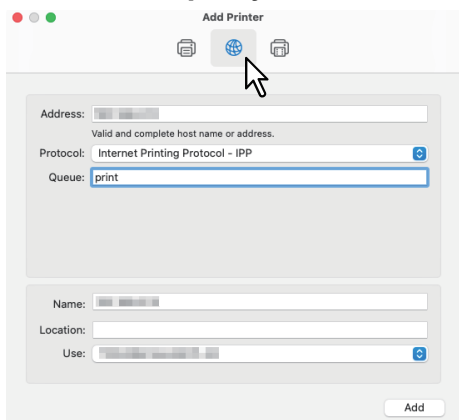 Add Printer
Address:
Valid and complete host name or address.
Protocol: Internet Printing Protocol - IPP
Queue: print
Name:
Location:
Use:
Add